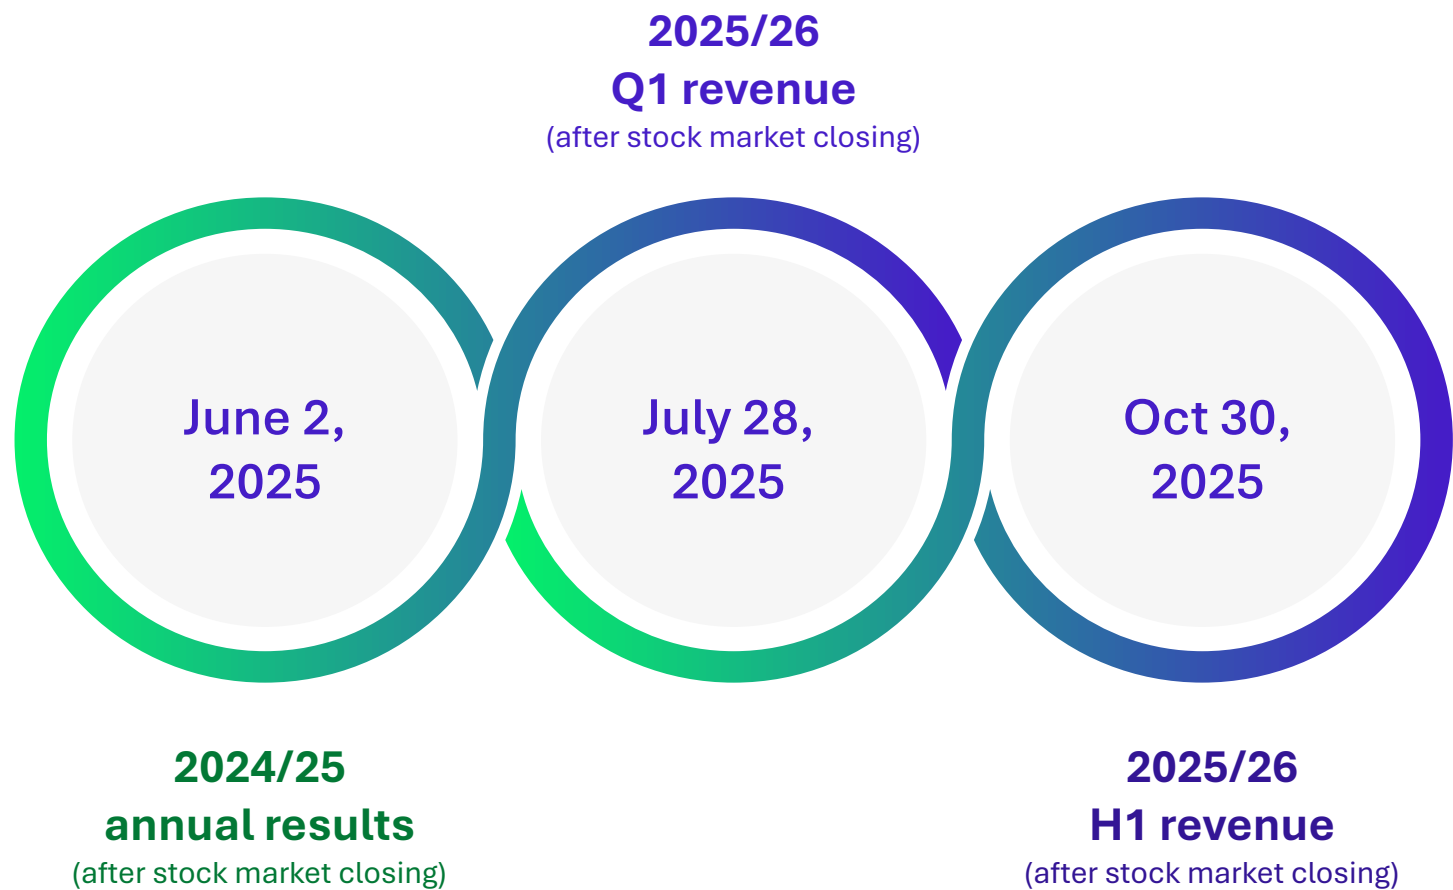 2025/26
Q1 revenue
(after stock market closing)
June 2,
2025
July 28,
2025
Oct 30,
2025
2024/25
annual results
(after stock market closing)
2025/26
H1 revenue
(after stock market closing)